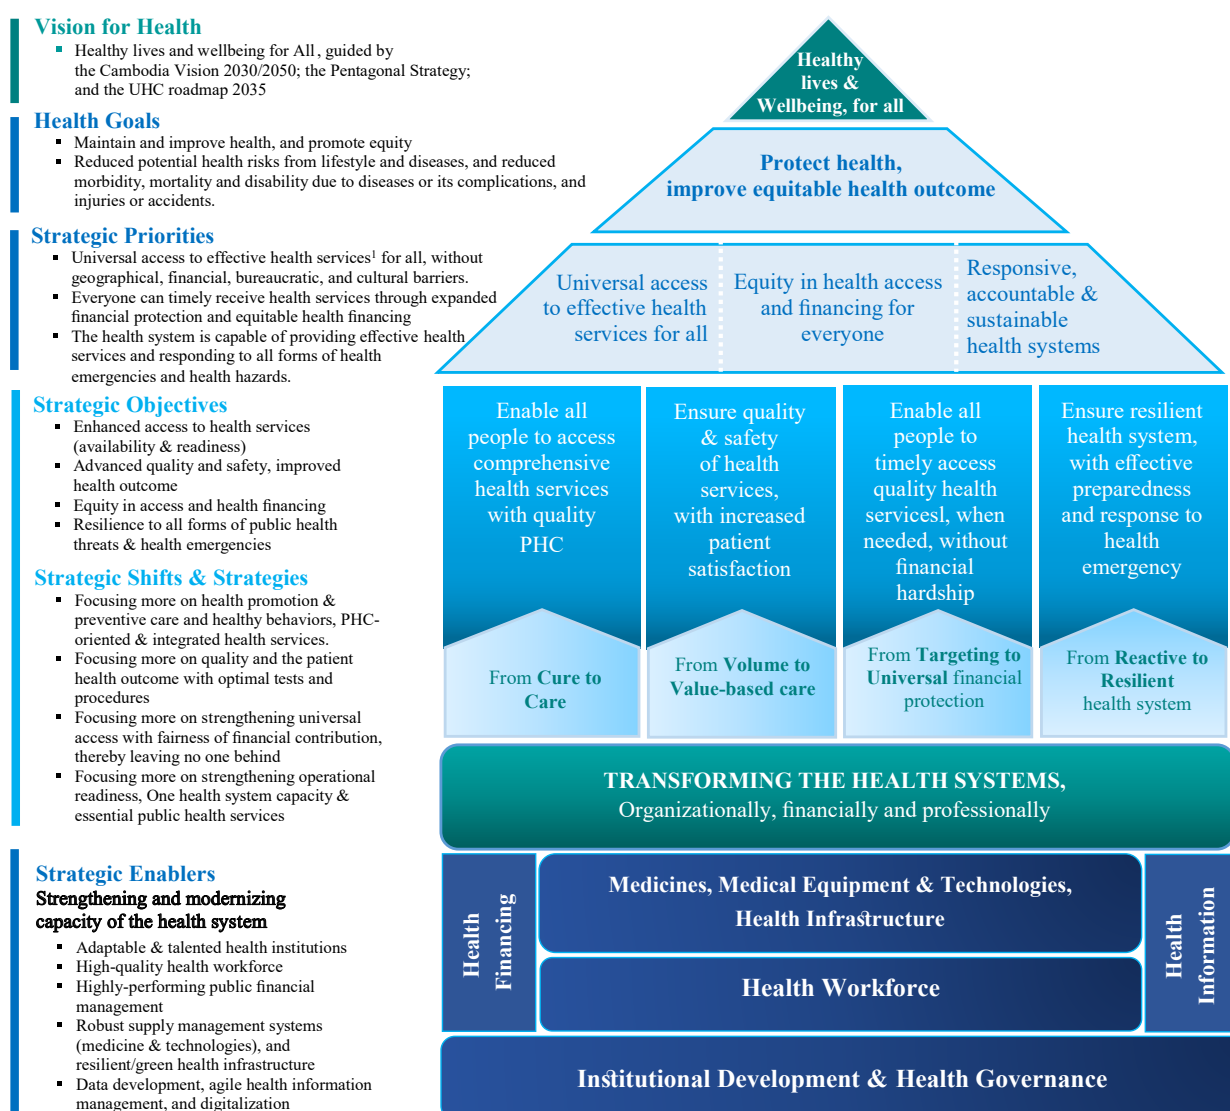 Vision for Health
▪ Healthy lives and wellbeing for All, guided by
the Cambodia Vision 2030/2050; the Pentagonal Strategy;
and the UHC roadmap 2035
Health Goals
▪ Maintain and improve health, and promote equity
▪ Reduced potential health risks from lifestyle and diseases, and reduced
morbidity, mortality and disability due to diseases or its complications, and
injuries or accidents.
Strategic Priorities
▪ Universal access to effective health services¹ for all, without
geographical, financial, bureaucratic, and cultural barriers.
▪ Everyone can timely receive health services through expanded
financial protection and equitable health financing
▪ The health system is capable of providing effective health
services and responding to all forms of health
emergencies and health hazards.
Strategic Objectives
▪ Enhanced access to health services
(availability & readiness)
▪ Advanced quality and safety, improved
health outcome
▪ Equity in access and health financing
▪ Resilience to all forms of public health
threats & health emergencies
Strategic Shifts & Strategies
▪ Focusing more on health promotion &
preventive care and healthy behaviors, PHC-
oriented & integrated health services.
▪ Focusing more on quality and the patient
health outcome with optimal tests and
procedures
▪ Focusing more on strengthening universal
access with fairness of financial contribution,
thereby leaving no one behind
▪ Focusing more on strengthening operational
readiness, One health system capacity &
essential public health services
Strategic Enablers
Strengthening and modernizing
capacity of the health system
▪ Adaptable & talented health institutions
▪ High-quality health workforce
▪ Highly-performing public financial
management
▪ Robust supply management systems
(medicine & technologies), and
resilient/green health infrastructure
▪ Data development, agile health information
management, and digitalization
Healthy
lives &
Wellbeing, for all
Protect health,
improve equitable health outcome
Universal access
to effective health
services for all
Equity in health access
and financing for
everyone
Responsive,
accountable &
sustainable
health systems
Enable all
people to access
comprehensive
health services
with quality
PHC
Ensure quality
& safety
of health
services,
with increased
patient
satisfaction
Enable all
people to
timely access
quality health
servicesl, when
needed, without
financial
hardship
Ensure resilient
health system,
with effective
preparedness
and response to
health
emergency
From Cure to
Care
From Volume to
Value-based care
From Targeting to
Universal financial
protection
From Reactive to
Resilient
health system
TRANSFORMING THE HEALTH SYSTEMS,
Organizationally, financially and professionally
Health
Financing
Medicines, Medical Equipment & Technologies,
Health Infrastructure
Health Workforce
Health
Information
Institutional Development & Health Governance